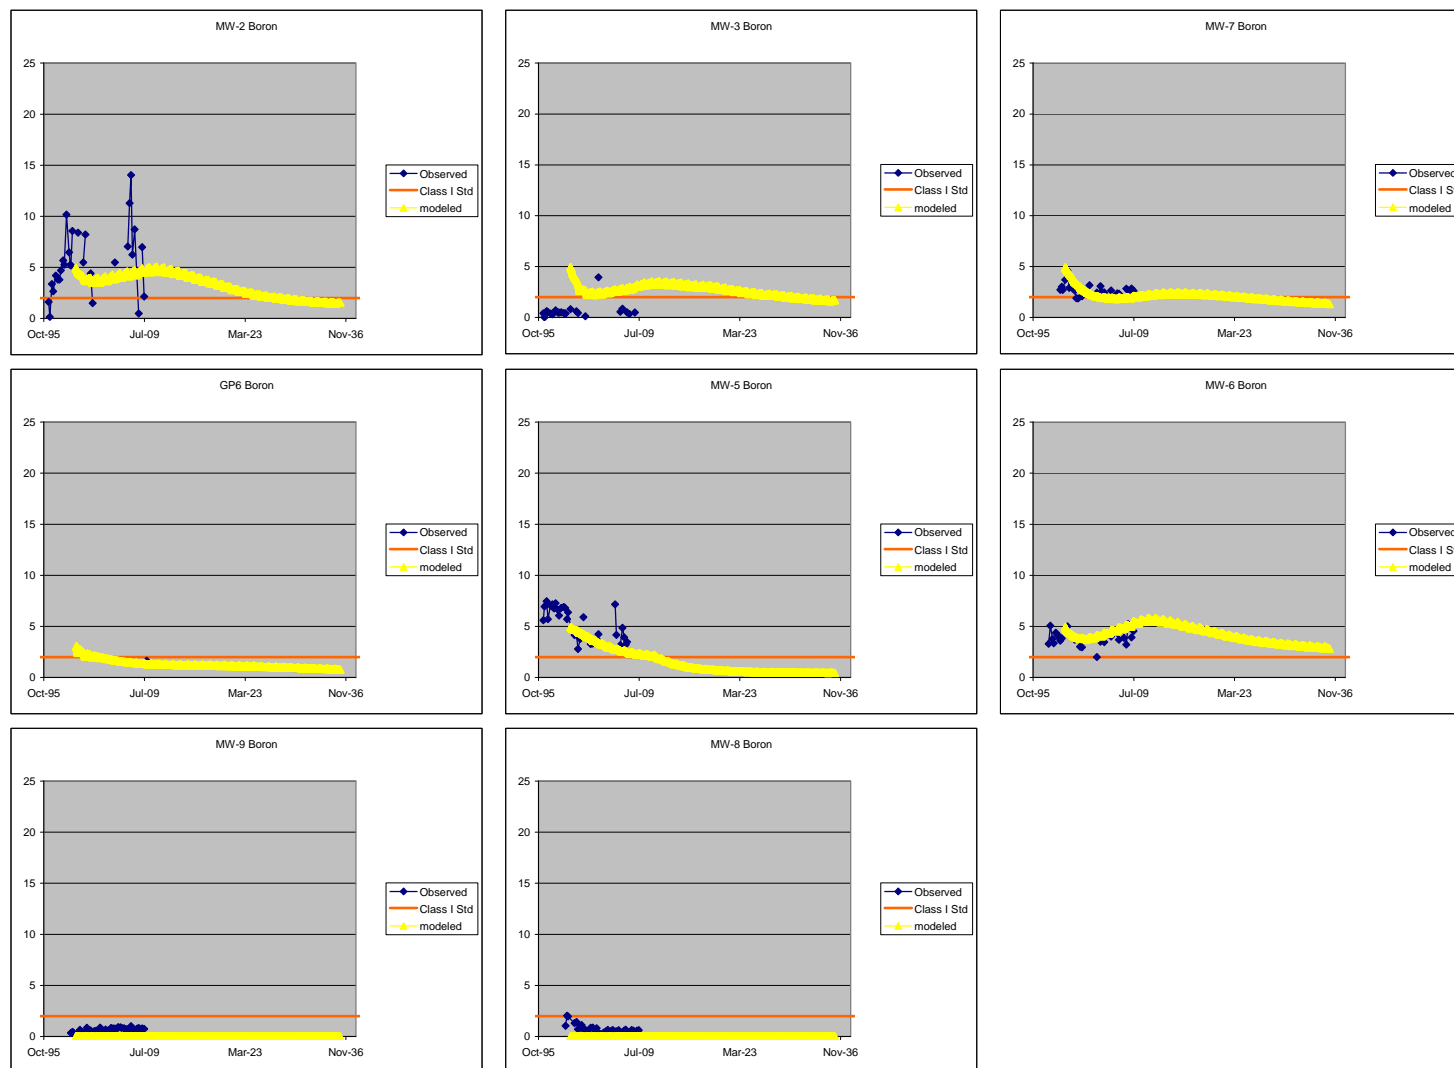 MW-2 Boron
25
20
15
10
5
0
Oct-95
Jul-09
Mar-23
Nov-36
Observed
Class I Std
modeled
MW-3 Boron
25
20
15
10
5
0
Oct-95
Jul-09
Mar-23
Nov-36
Observed
Class I Std
modeled
MW-7 Boron
25
20
15
10
5
0
Oct-95
Jul-09
Mar-23
Nov-36
Observed
Class I Std
modeled
GP6 Boron
25
20
15
10
5
0
Oct-95
Jul-09
Mar-23
Nov-36
Observed
Class I Std
modeled
MW-5 Boron
25
20
15
10
5
0
Oct-95
Jul-09
Mar-23
Nov-36
Observed
Class I Std
modeled
MW-6 Boron
25
20
15
10
5
0
Oct-95
Jul-09
Mar-23
Nov-36
Observed
Class I St
modeled
MW-9 Boron
25
20
15
10
5
0
Oct-95
Jul-09
Mar-23
Nov-36
Observed
Class I Std
modeled
MW-8 Boron
25
20
15
10
5
0
Oct-95
Jul-09
Mar-23
Nov-36
Observed
Class I Std
modeled